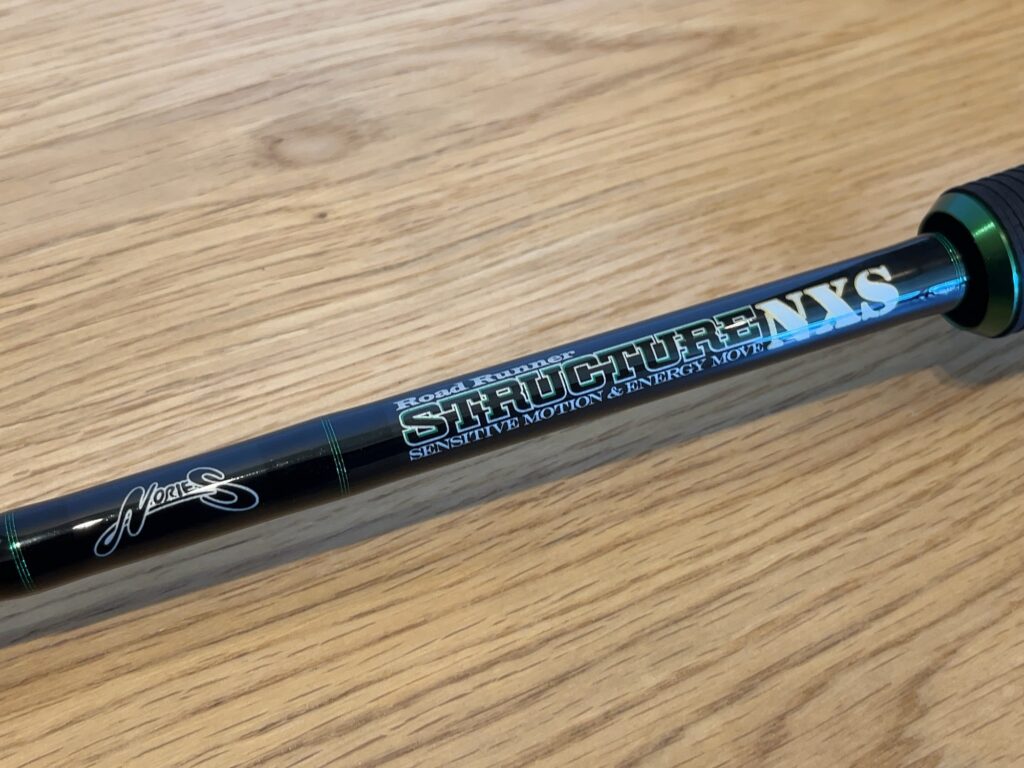 Road Runner
STRUCTURE NXS
SENSITIVE MOTION & ENERGY MOVE
NORIES